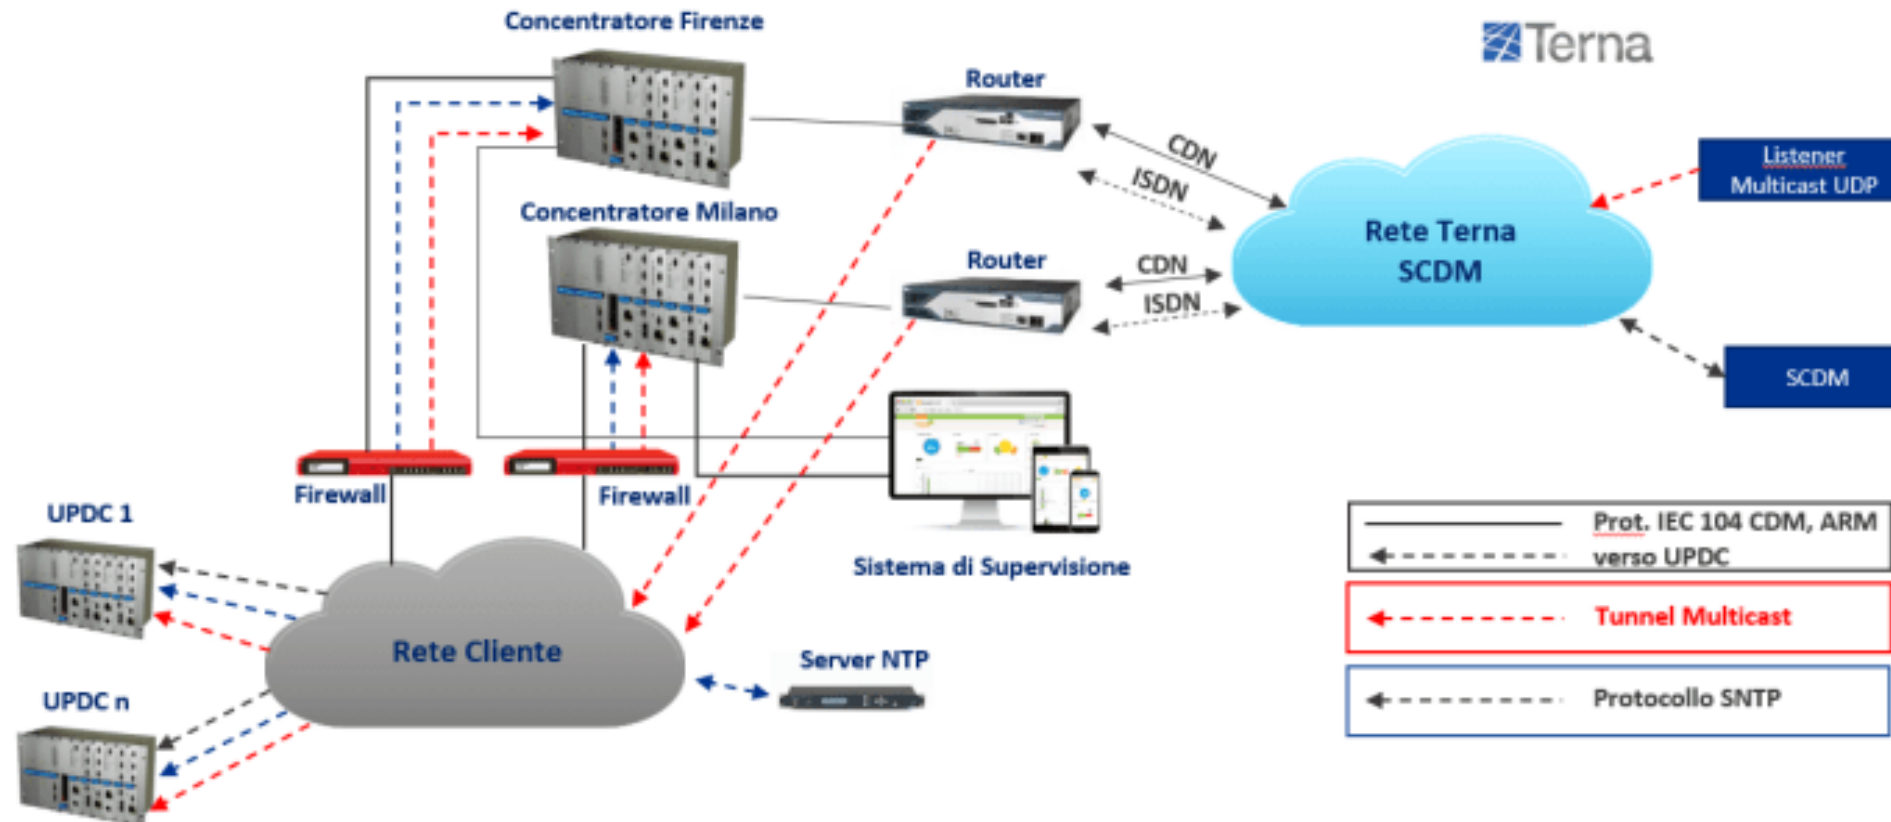 Concentratore Firenze
Terna
Router
CDN
ISDN
Listener
Multicast UDP
Concentratore Milano
Router
CDN
ISDN
Rete Terna
SCDM
SCDM
Firewall
Firewall
UPDC 1
Sistema di Supervisione
Prot. IEC 104 CDM, ARM
verso UPDC
Tunnel Multicast
Rete Cliente
Server NTP
UPDC n
Protocollo SNTP